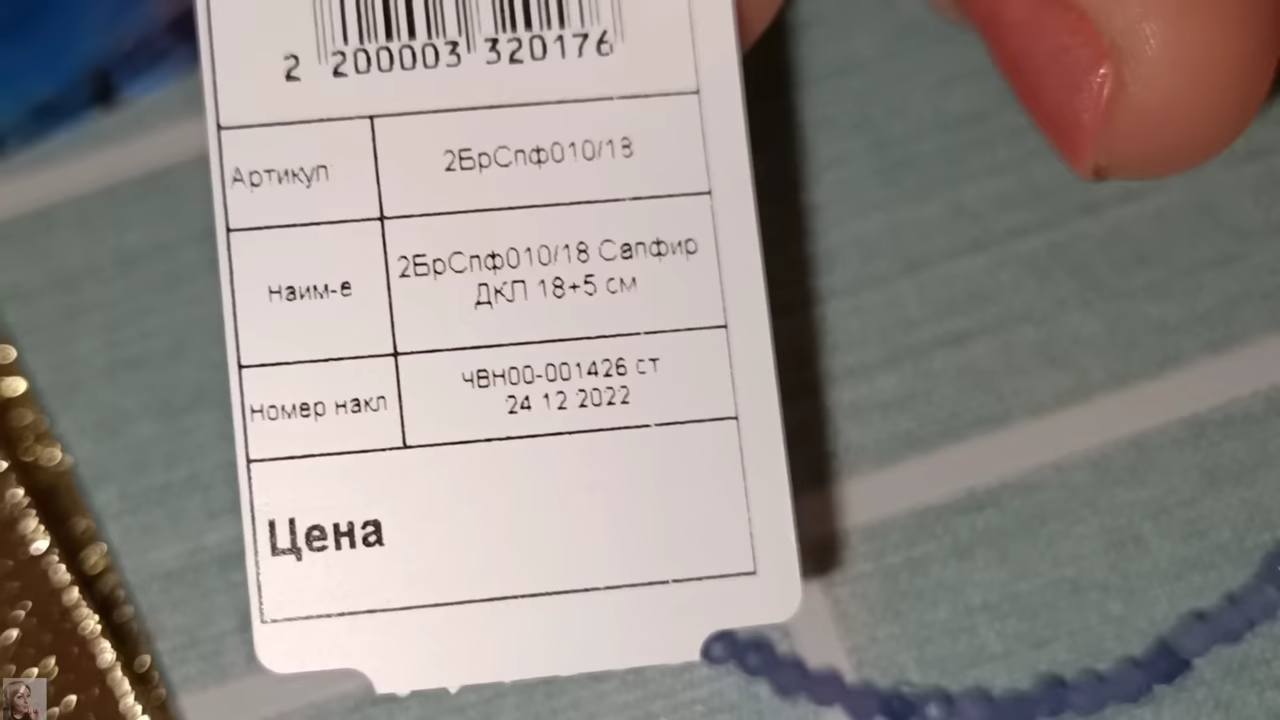 2 200003 320176
Артикул 2БрСпф010/18
Наим-е 2БрСпф010/18 Сапфир
ДКЛ 18+5 см
Номер накл ЧВН00-001426 ст
24 12 2022
Цена